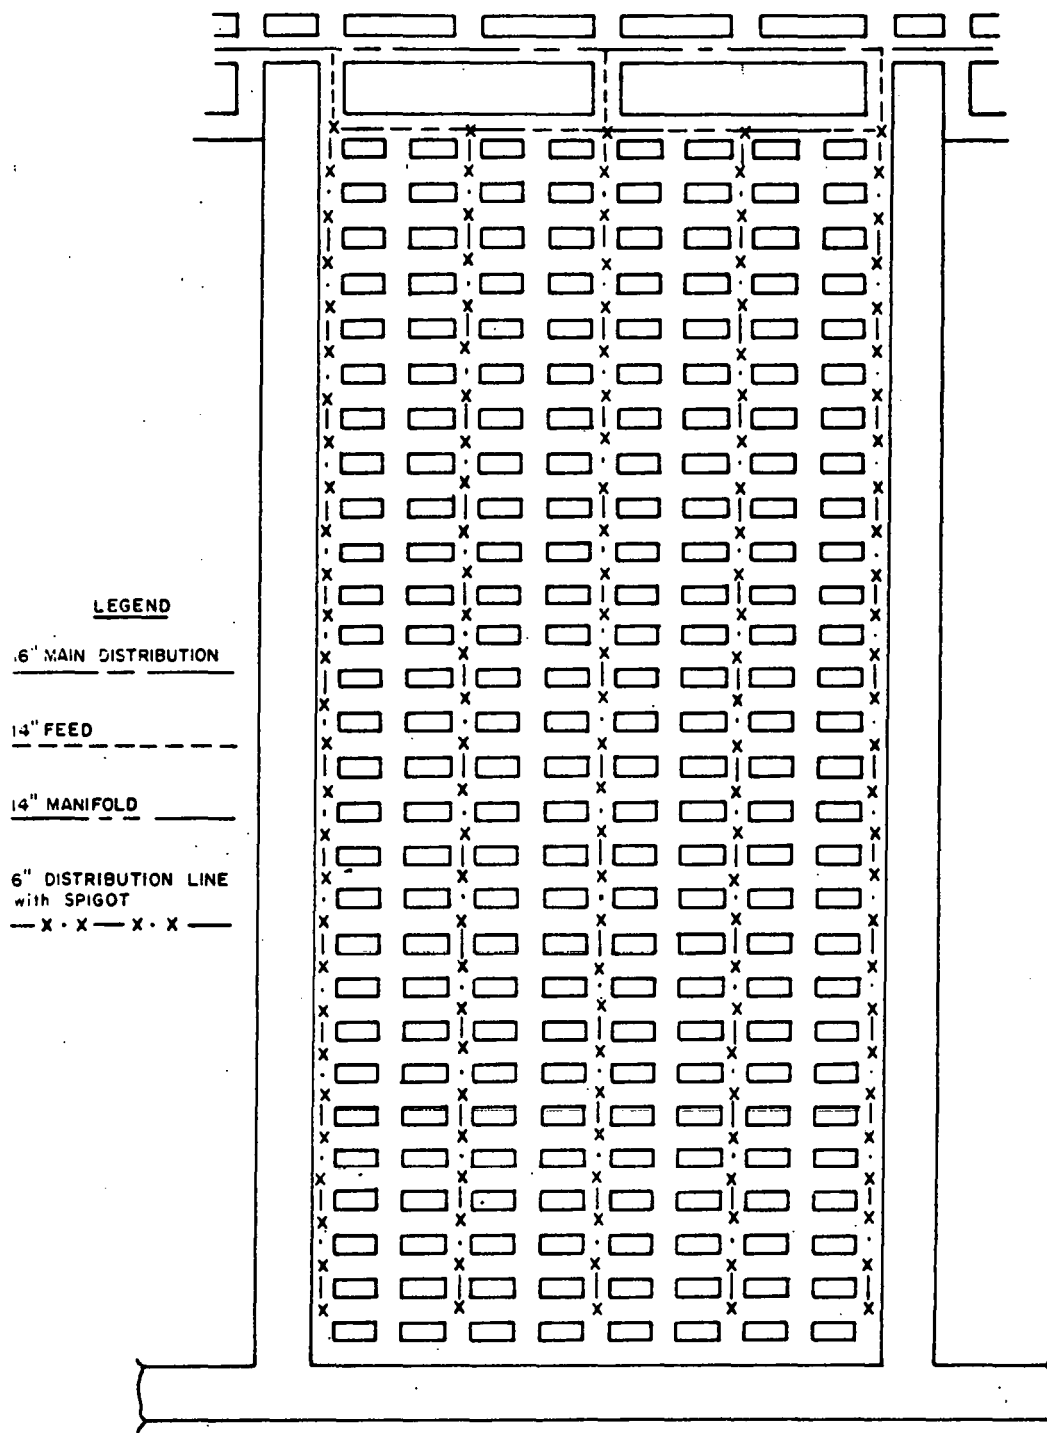 LEGEND
.6" MAIN DISTRIBUTION
14" FEED
14" MANIFOLD
6" DISTRIBUTION LINE
with SPIGOT